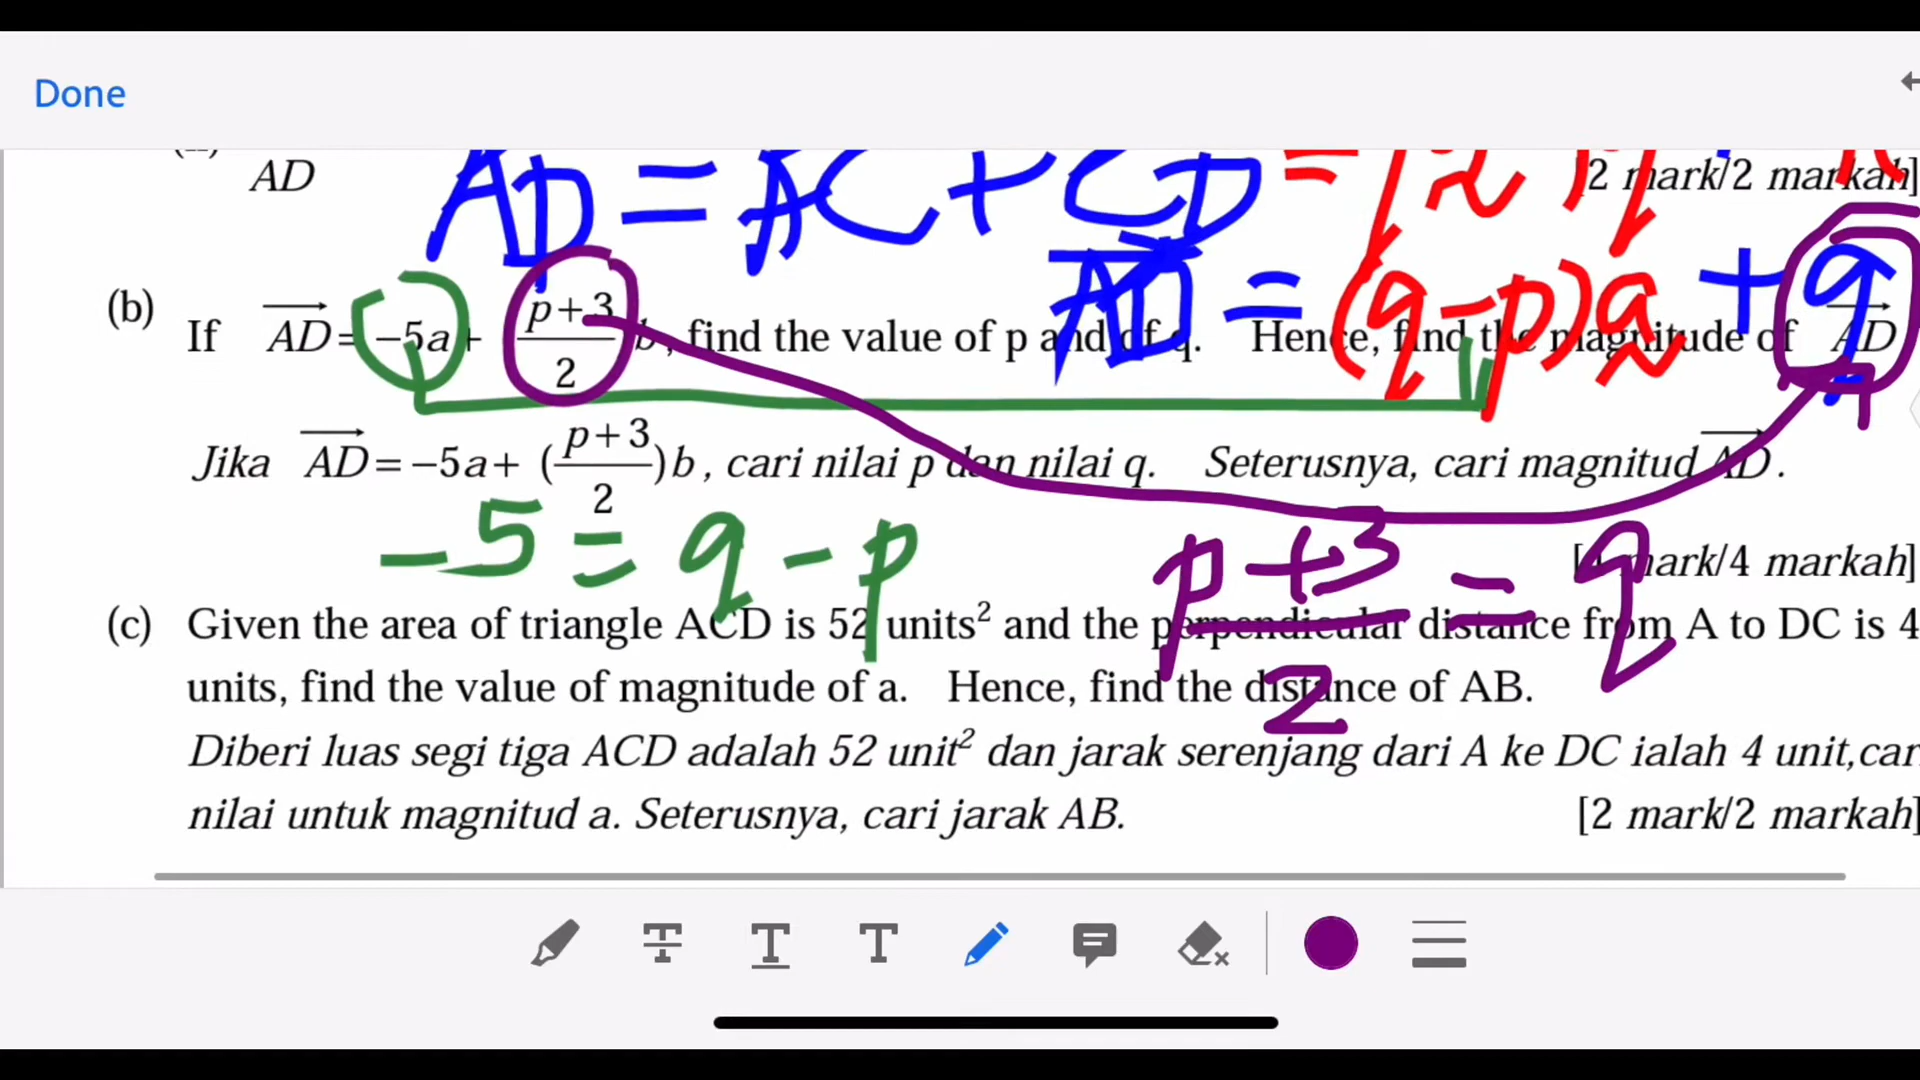 Done
AD
AD = AC + CD =
[2 mark/2 markah]
(b) If AD = -5a + p+3/2 b, find the value of p and of q. Hence, find the magnitude of AD
AD = (q-p)a + q
Jika AD = -5a + (p+3/2)b, cari nilai p dan nilai q. Seterusnya, cari magnitud AD.
-5 = q - p
p+3/2 = q
mark/4 markah]
(c) Given the area of triangle ACD is 52 units² and the perpendicular distance from A to DC is 4
units, find the value of magnitude of a. Hence, find the distance of AB.
Diberi luas segi tiga ACD adalah 52 unit² dan jarak serenjang dari A ke DC ialah 4 unit,car
nilai untuk magnitud a. Seterusnya, cari jarak AB.
[2 mark/2 markah]